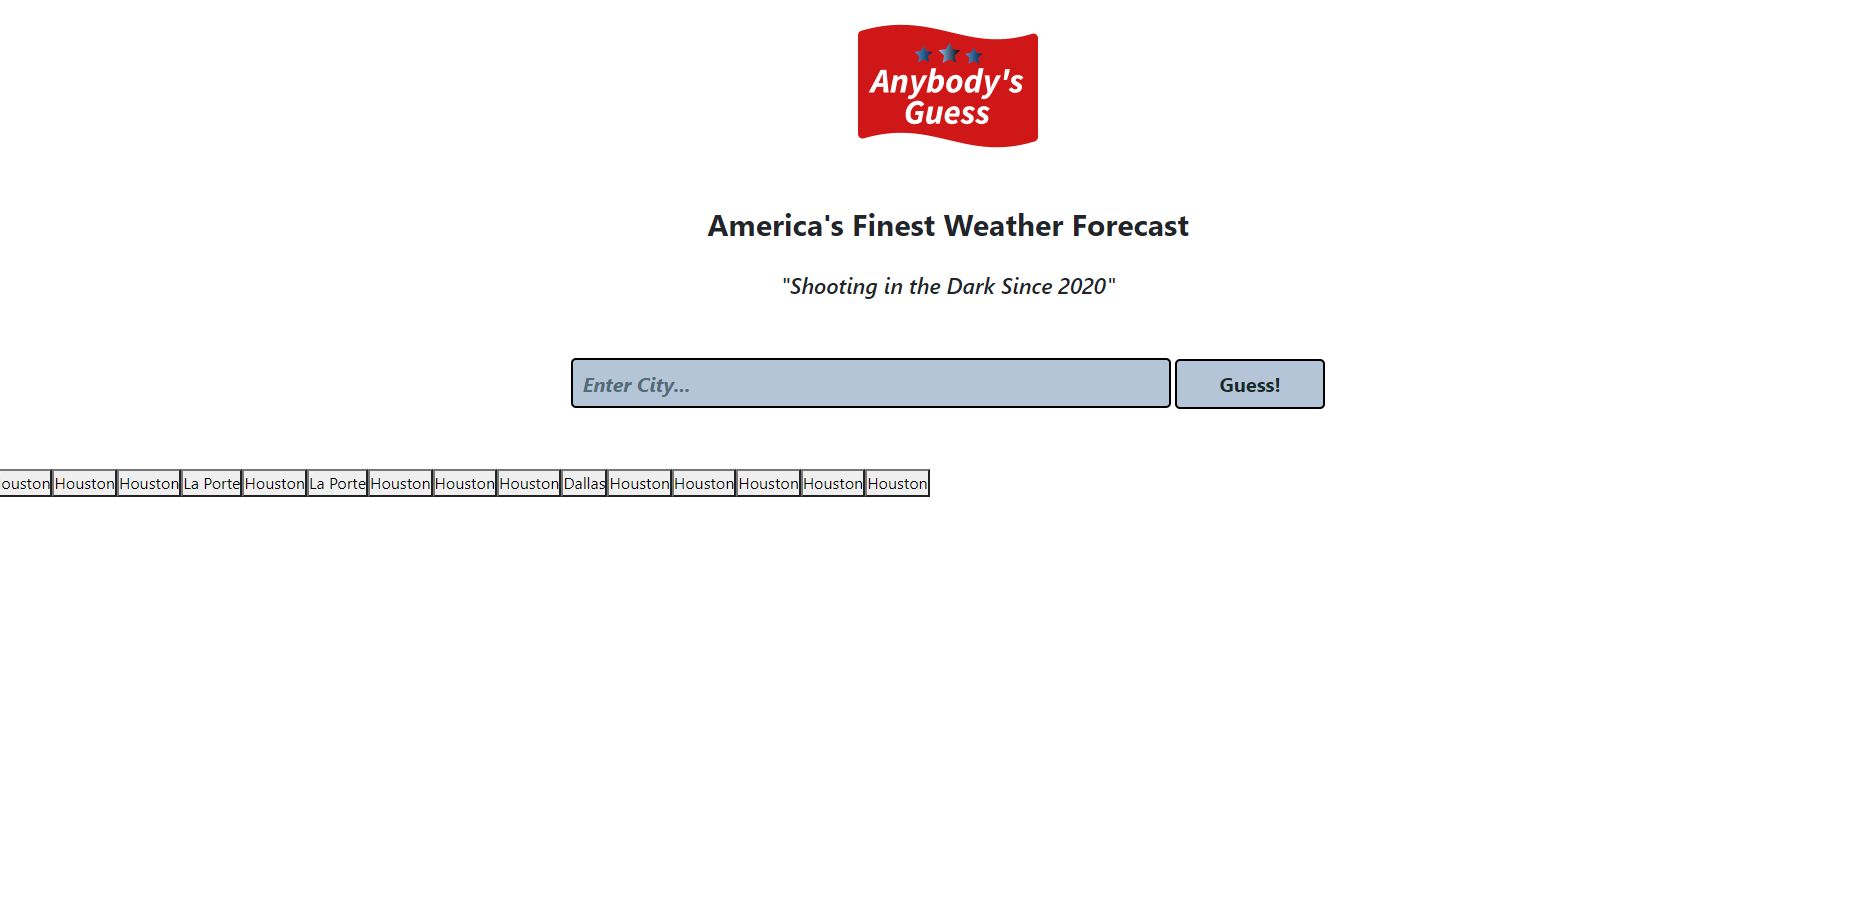 Anybody's
Guess
America's Finest Weather Forecast
"Shooting in the Dark Since 2020"
Enter City... Guess!
ouston Houston Houston La Porte Houston La Porte Houston Houston Houston Dallas Houston Houston Houston Houston Houston